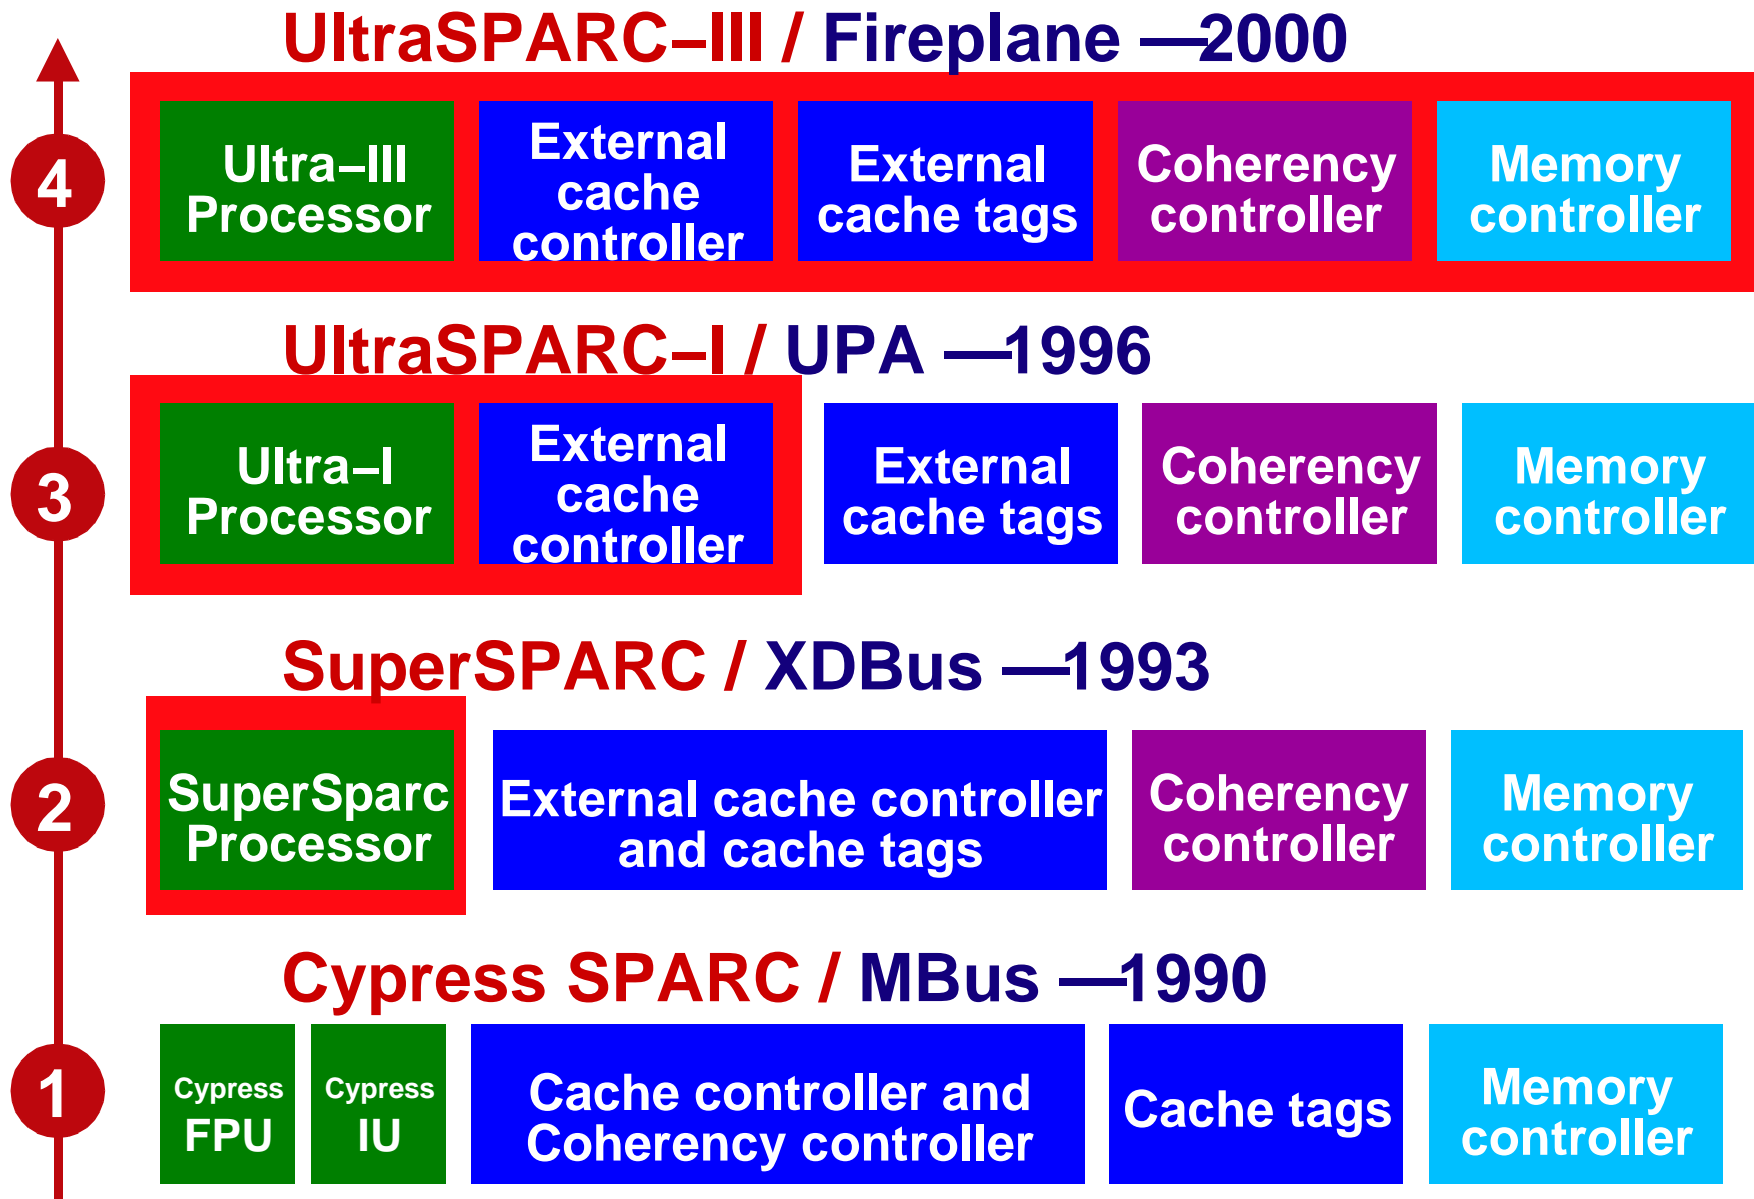 UltraSPARC–III / Fireplane —2000
4
Ultra–III
Processor
External
cache
controller
External
cache tags
Coherency
controller
Memory
controller
UltraSPARC–I / UPA —1996
3
Ultra–I
Processor
External
cache
controller
External
cache tags
Coherency
controller
Memory
controller
SuperSPARC / XDBus —1993
2
SuperSparc
Processor
External cache controller
and cache tags
Coherency
controller
Memory
controller
Cypress SPARC / MBus —1990
1
Cypress
FPU
Cypress
IU
Cache controller and
Coherency controller
Cache tags
Memory
controller